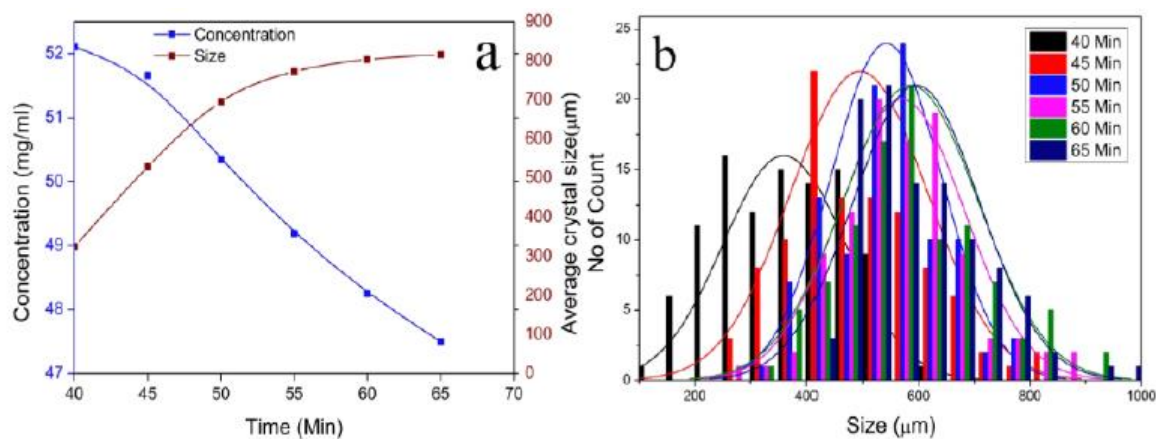 a
Concentration
Size
Concentration (mg/ml)
52
51
50
49
48
47
Average crystal size(μm)
900
800
700
600
500
400
300
200
100
0
40 45 50 55 60 65 70
Time (Min)
b
40 Min
45 Min
50 Min
55 Min
60 Min
65 Min
No of Count
25
20
15
10
5
0
200 400 600 800 1000
Size (μm)